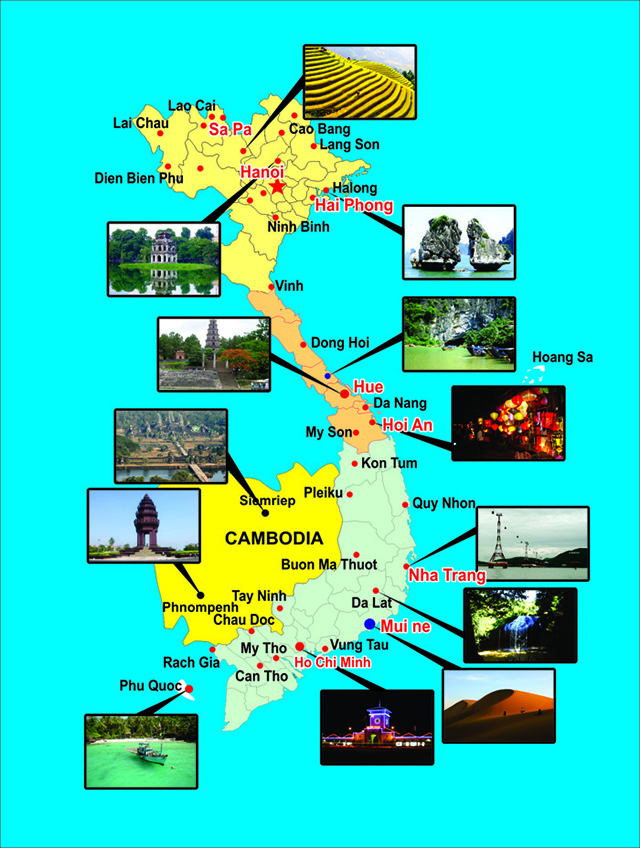 Lao Cai
Lai Chau
Sa Pa
Cao Bang
Lang Son
Dien Bien Phu
Hanoi
Halong
Hai Phong
Ninh Binh
Vinh
Dong Hoi
Hoang Sa
Hue
Da Nang
Hoi An
My Son
Kon Tum
Pleiku
Siemriep
Quy Nhon
CAMBODIA
Buon Ma Thuot
Nha Trang
Tay Ninh
Da Lat
Phnompenh
Chau Doc
Mui ne
My Tho
Vung Tau
Rach Gia
Ho Chi Minh
Can Tho
Phu Quoc